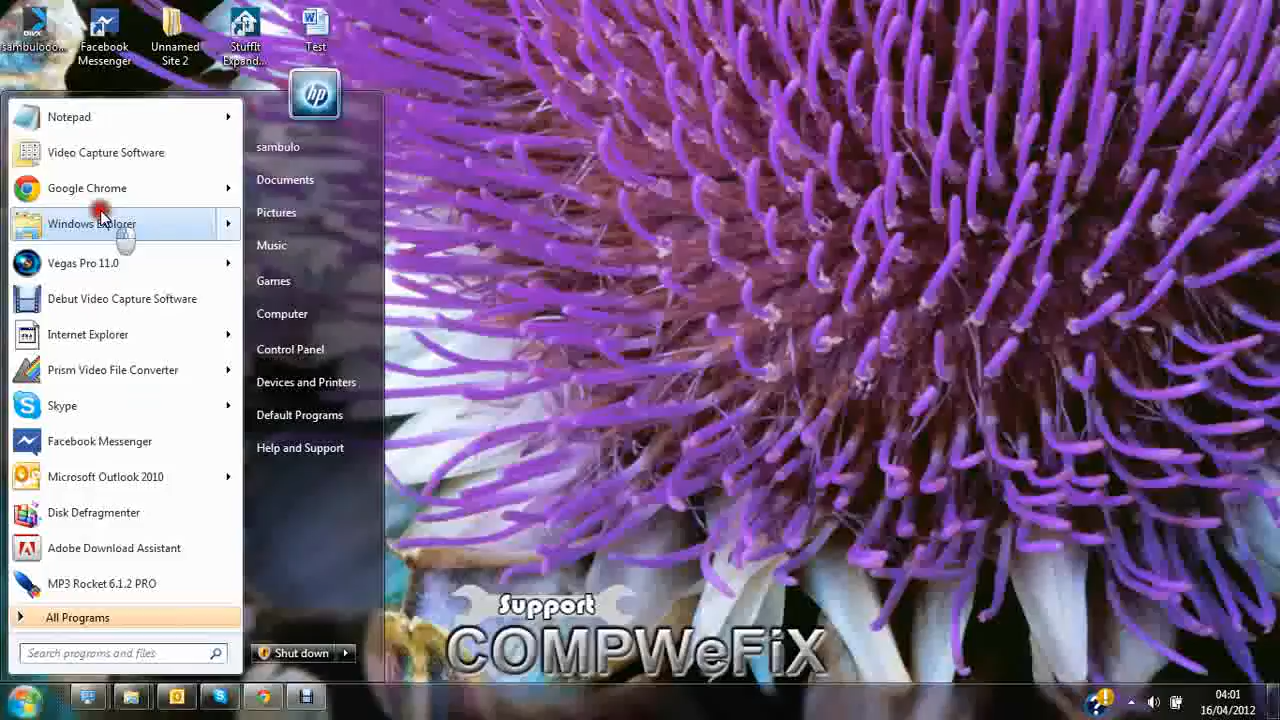 sambulodo...
Facebook
Messenger
Unnamed
Site 2
StuffIt
Expand...
Test
hp
Notepad
Video Capture Software
Google Chrome
Windows Explorer
Vegas Pro 11.0
Debut Video Capture Software
Internet Explorer
Prism Video File Converter
Skype
Facebook Messenger
Microsoft Outlook 2010
Disk Defragmenter
Adobe Download Assistant
MP3 Rocket 6.1.2 PRO
All Programs
Search programs and files
sambulo
Documents
Pictures
Music
Games
Computer
Control Panel
Devices and Printers
Default Programs
Help and Support
Shut down
Support
COMPWeFiX
04:01
16/04/2012